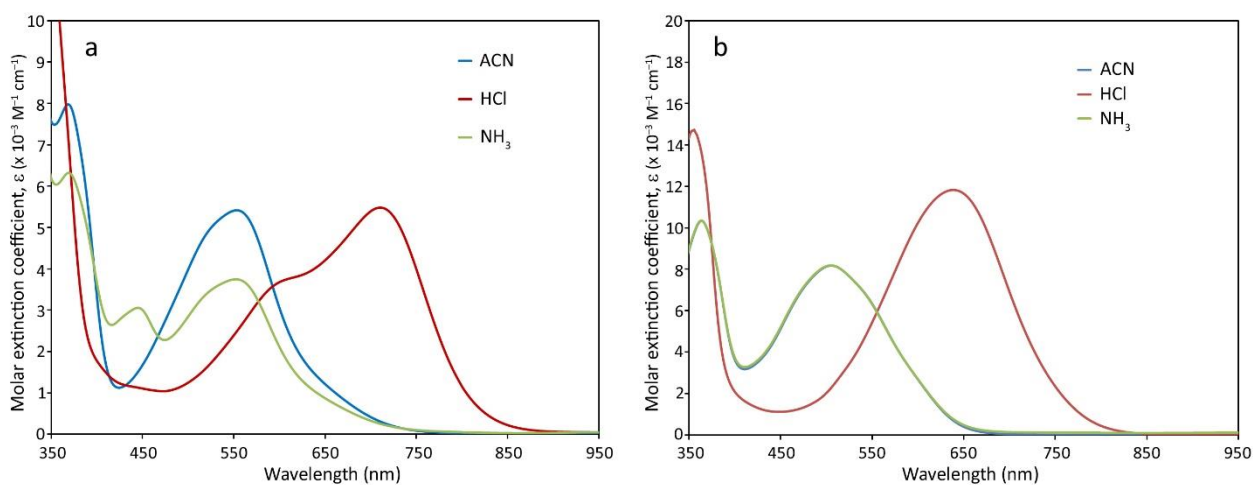 a
Molar extinction coefficient, ε (x 10⁻³ M⁻¹ cm⁻¹)
10
9
8
7
6
5
4
3
2
1
0
ACN
HCl
NH₃
350 450 550 650 750 850 950
Wavelength (nm)
b
Molar extinction coefficient, ε (x 10⁻³ M⁻¹ cm⁻¹)
20
18
16
14
12
10
8
6
4
2
0
ACN
HCl
NH₃
350 450 550 650 750 850 950
Wavelength (nm)